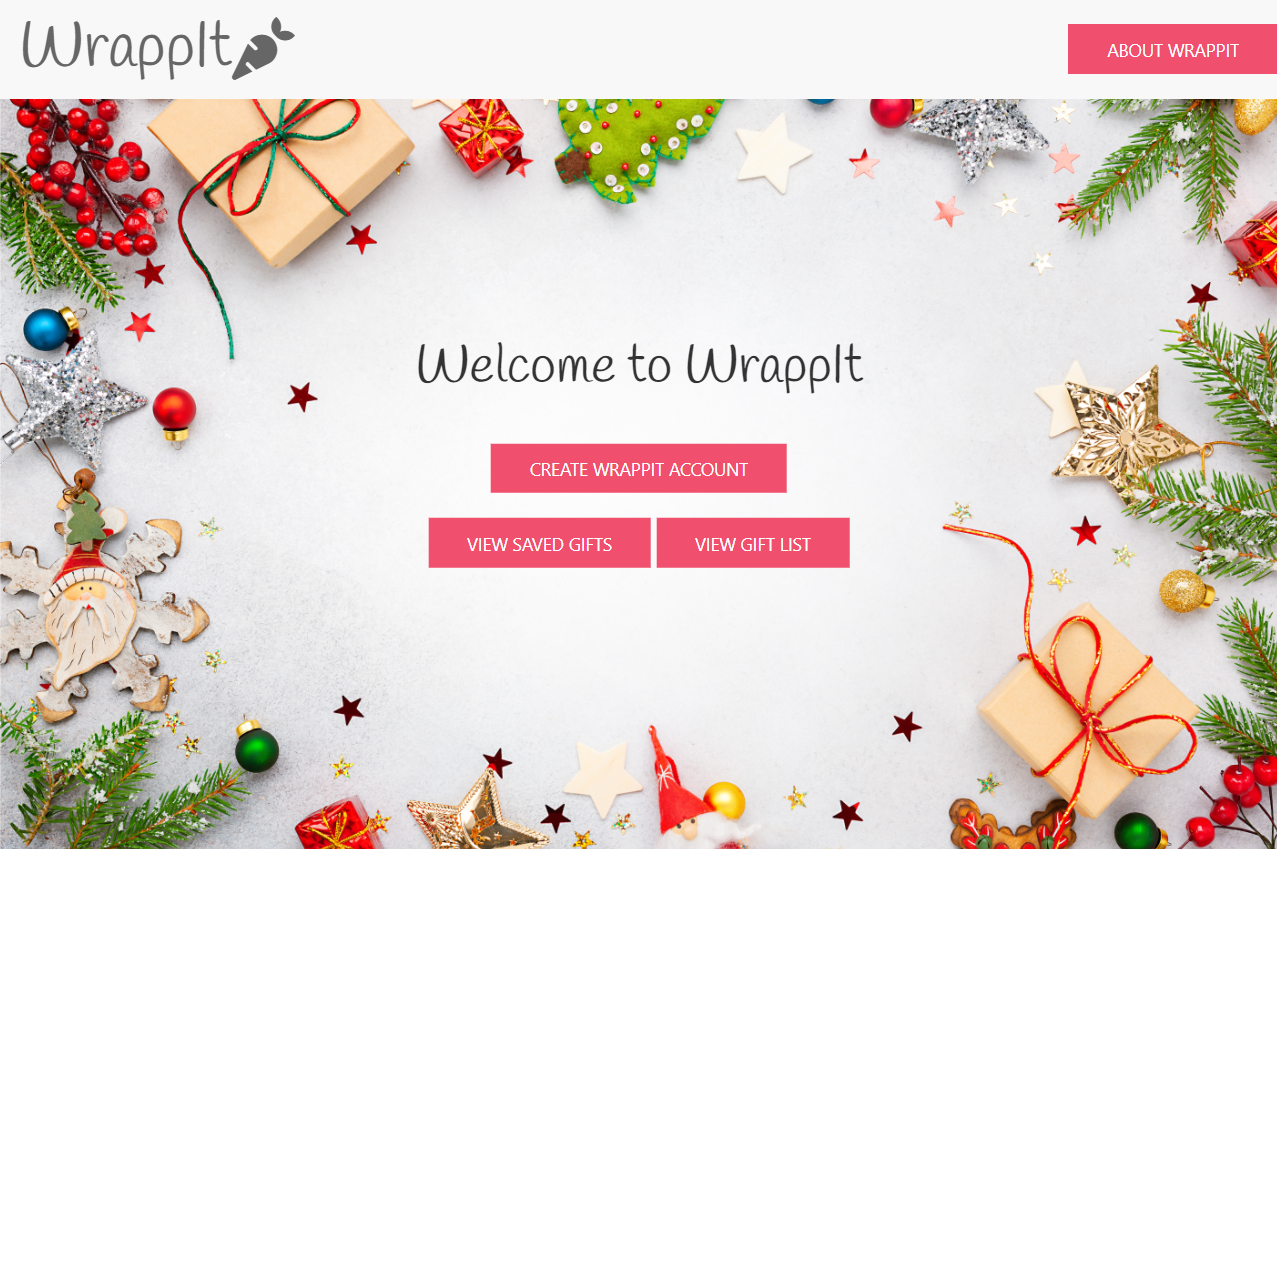 WrappIt
ABOUT WRAPPIT
Welcome to WrappIt
CREATE WRAPPIT ACCOUNT
VIEW SAVED GIFTS
VIEW GIFT LIST